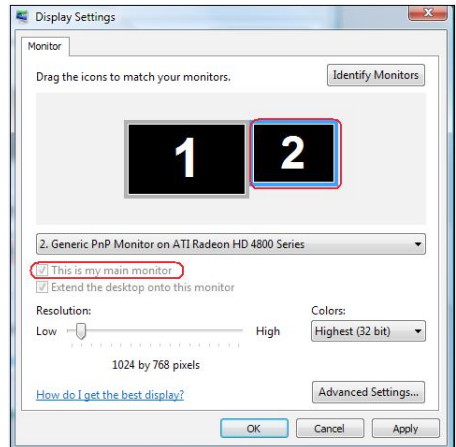 Display Settings
Monitor
Drag the icons to match your monitors.
Identify Monitors
1 2
2. Generic PnP Monitor on ATI Radeon HD 4800 Series
This is my main monitor
Extend the desktop onto this monitor
Resolution: Colors:
Low High Highest (32 bit)
1024 by 768 pixels
How do I get the best display? Advanced Settings...
OK Cancel Apply